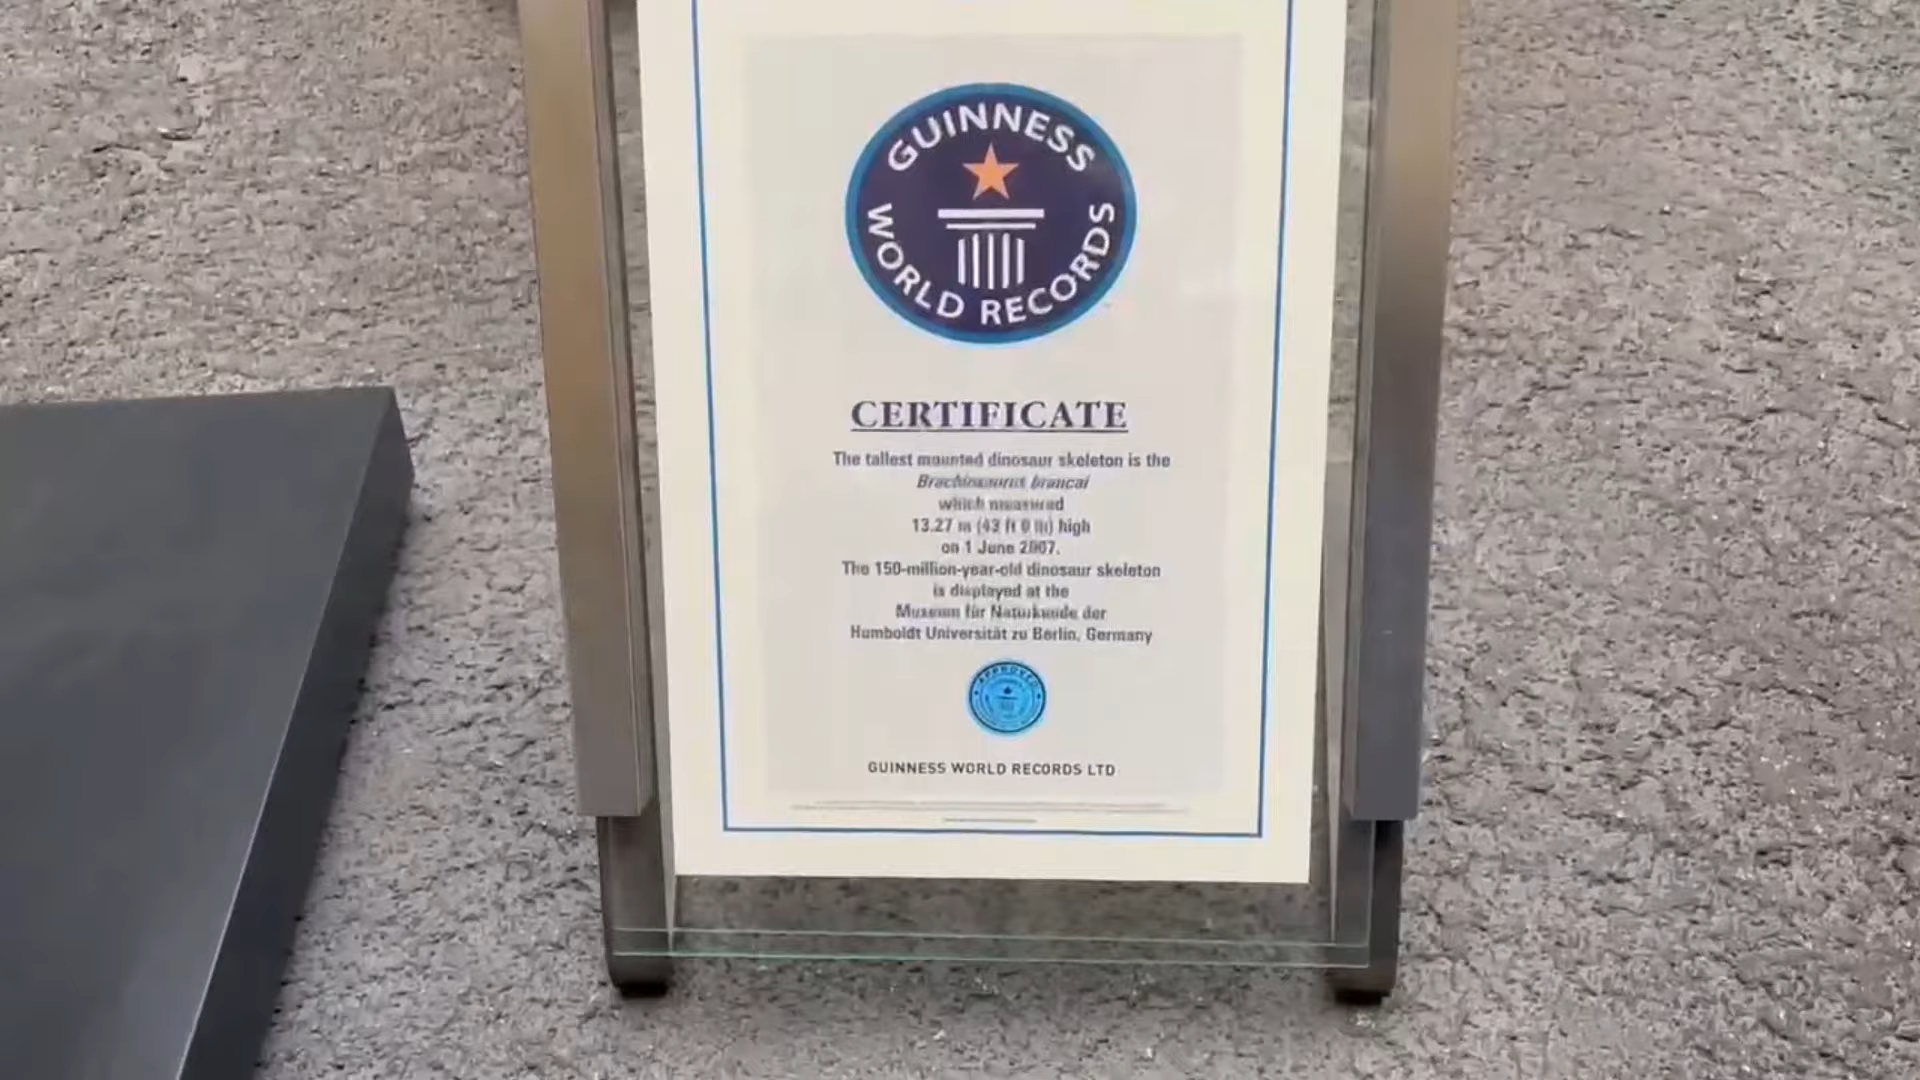 GUINNESS
WORLD RECORDS
CERTIFICATE
The tallest mounted dinosaur skeleton is the
Brachiosaurus brancai
which measured
13.27 m (43 ft 6 in) high
on 1 June 2007.
The 150-million-year-old dinosaur skeleton
is displayed at the
Museum für Naturkunde der
Humboldt Universität zu Berlin, Germany
APPROVED
GUINNESS WORLD RECORDS LTD